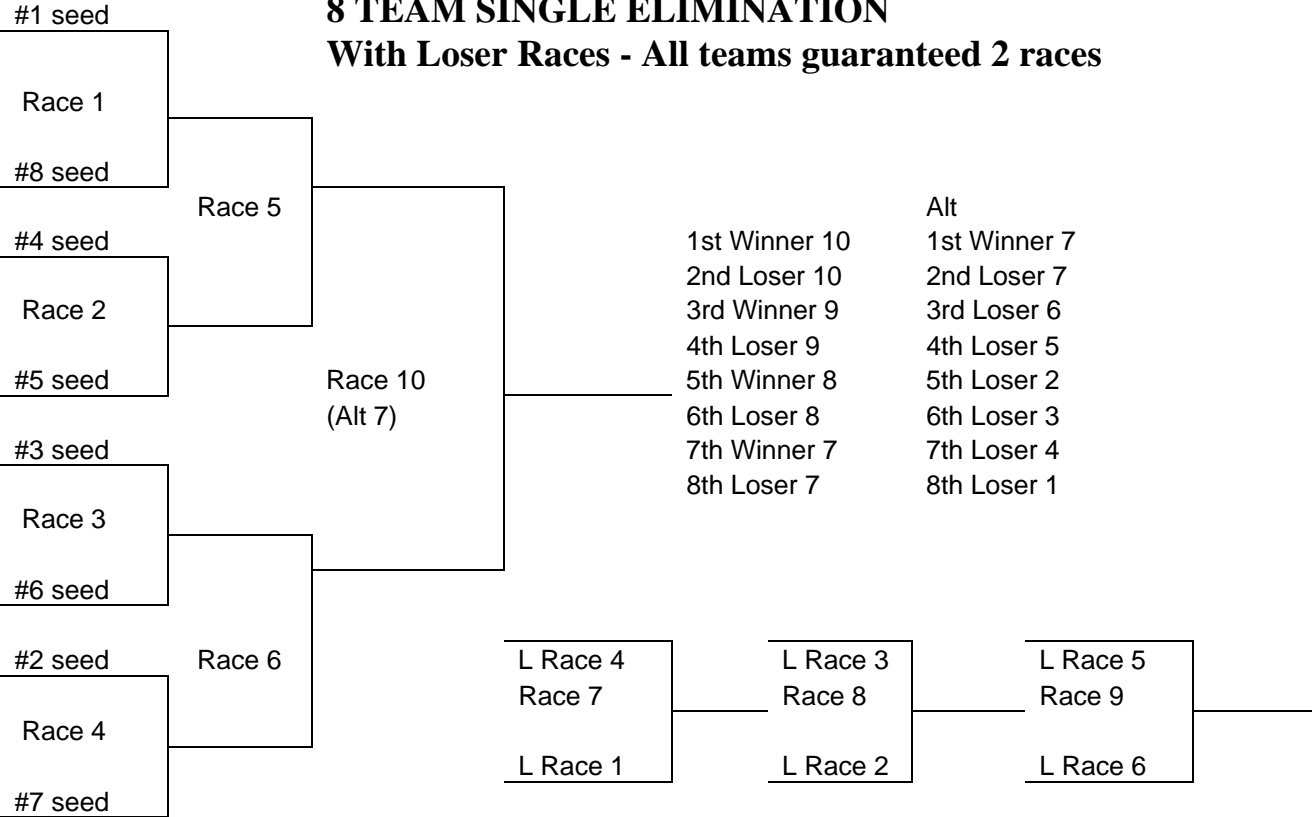 8 TEAM SINGLE ELIMINATION
With Loser Races - All teams guaranteed 2 races
#1 seed
Race 1
#8 seed
Race 5
#4 seed
Race 2
#5 seed
Race 10
(Alt 7)
#3 seed
Race 3
#6 seed
#2 seed
Race 6
Race 4
#7 seed
Alt
1st Winner 10 1st Winner 7
2nd Loser 10 2nd Loser 7
3rd Winner 9 3rd Loser 6
4th Loser 9 4th Loser 5
5th Winner 8 5th Loser 2
6th Loser 8 6th Loser 3
7th Winner 7 7th Loser 4
8th Loser 7 8th Loser 1
L Race 4 L Race 3 L Race 5
Race 7 Race 8 Race 9
L Race 1 L Race 2 L Race 6